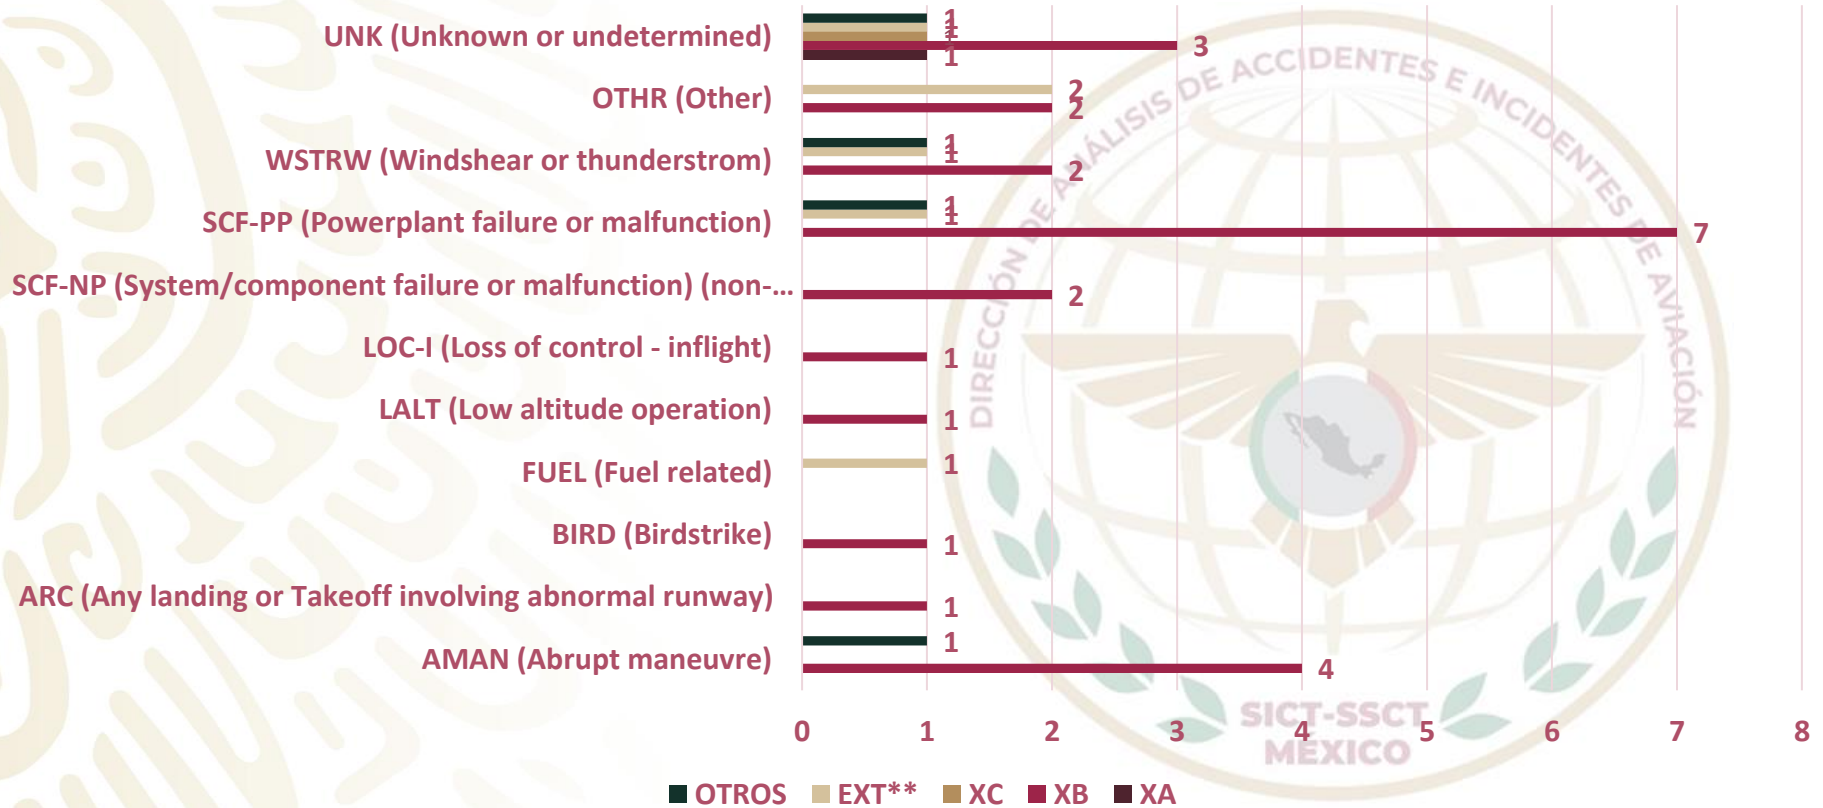 UNK (Unknown or undetermined)
1
1
1
3
1
OTHR (Other)
2
2
WSTRW (Windshear or thunderstrom)
1
1
2
SCF-PP (Powerplant failure or malfunction)
1
1
7
SCF-NP (System/component failure or malfunction) (non-...
2
LOC-I (Loss of control - inflight)
1
LALT (Low altitude operation)
1
FUEL (Fuel related)
1
BIRD (Birdstrike)
1
ARC (Any landing or Takeoff involving abnormal runway)
1
AMAN (Abrupt maneuvre)
1
4
0 1 2 3 4 5 6 7 8
OTROS EXT** XC XB XA
DIRECCIÓN DE ANÁLISIS DE ACCIDENTES E INCIDENTES DE AVIACIÓN
SICT-SSCT
MÉXICO